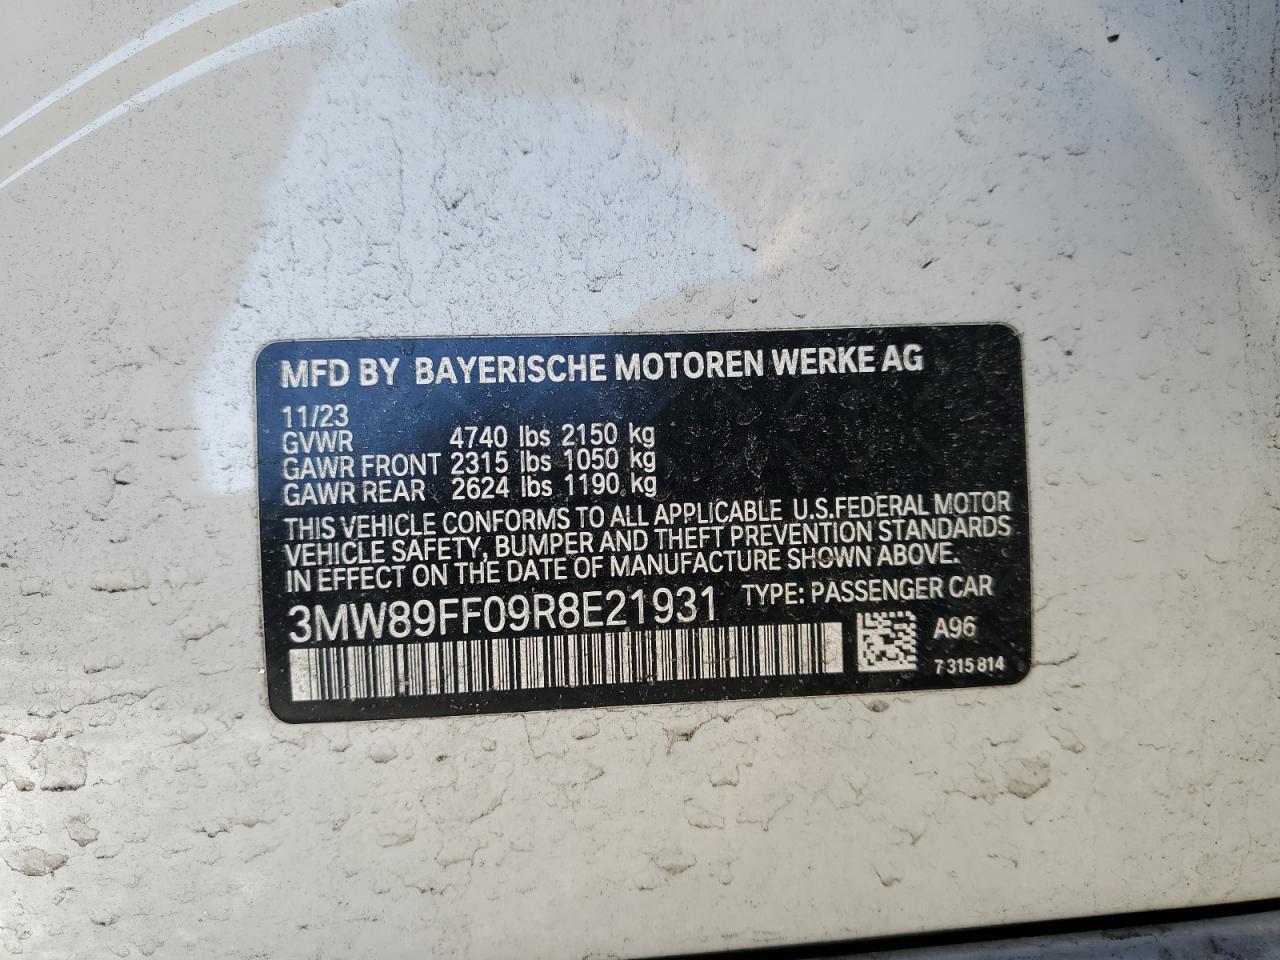 MFD BY BAYERISCHE MOTOREN WERKE AG
11/23
GVWR 4740 lbs 2150 kg
GAWR FRONT 2315 lbs 1050 kg
GAWR REAR 2624 lbs 1190 kg
THIS VEHICLE CONFORMS TO ALL APPLICABLE U.S.FEDERAL MOTOR
VEHICLE SAFETY, BUMPER AND THEFT PREVENTION STANDARDS
IN EFFECT ON THE DATE OF MANUFACTURE SHOWN ABOVE.
3MW89FF09R8E21931 TYPE: PASSENGER CAR
A96
7 315 814